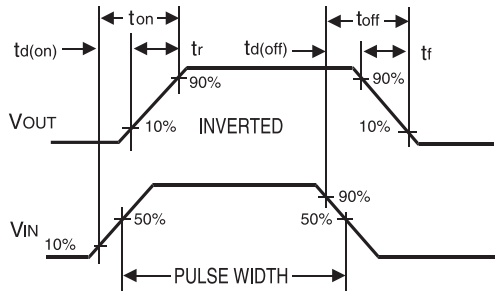 ton toff
td(on) tr td(off) tf
90% 90%
VOUT 10% INVERTED 10%
90%
50% 50%
VIN 10%
PULSE WIDTH